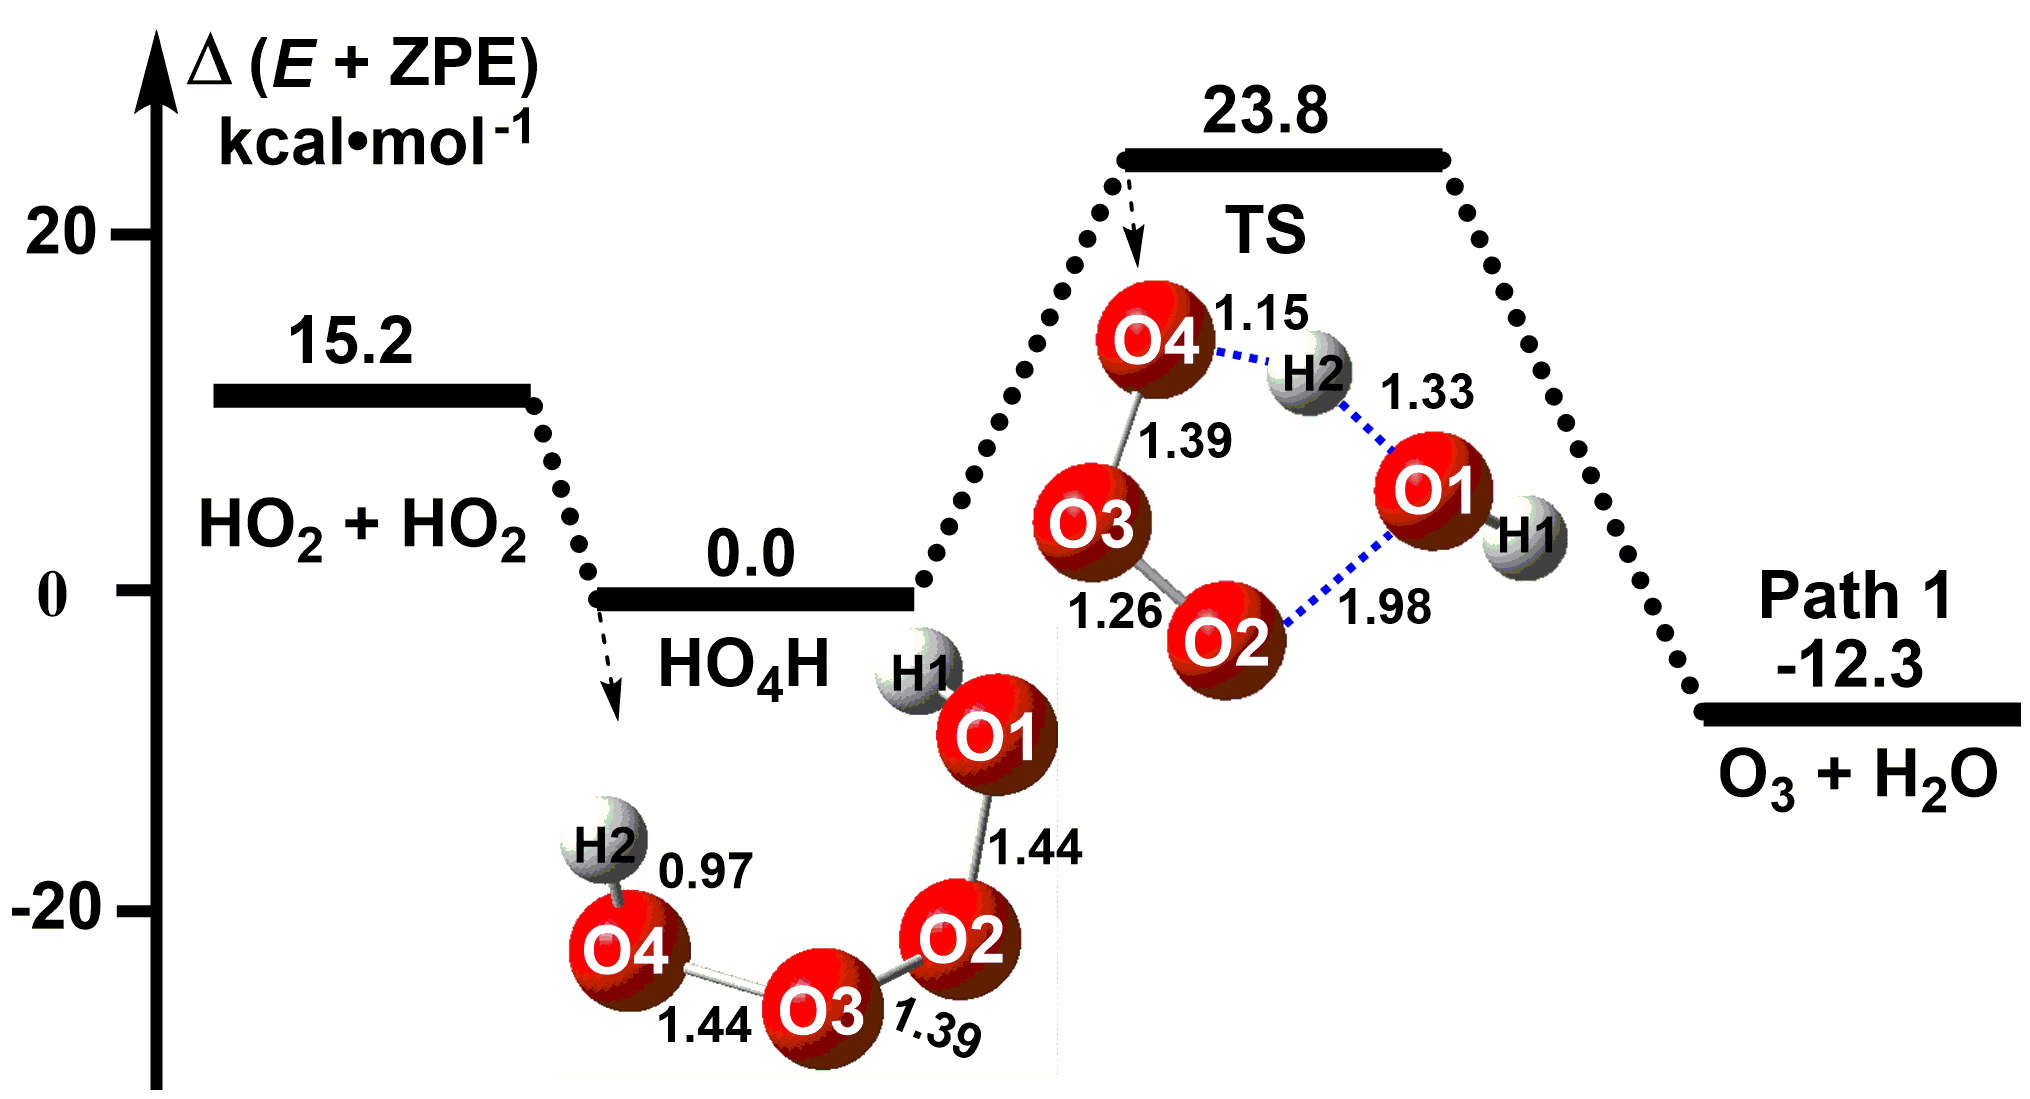 Δ (E + ZPE)
kcal•mol⁻¹
20
0
-20
15.2
HO₂ + HO₂
0.0
HO₄H
H1
O1
1.44
O2
1.39
O3
1.44
O4
0.97
H2
23.8
TS
O4
1.15
H2
1.33
1.39
O1
H1
O3
1.26
O2
1.98
Path 1
-12.3
O₃ + H₂O